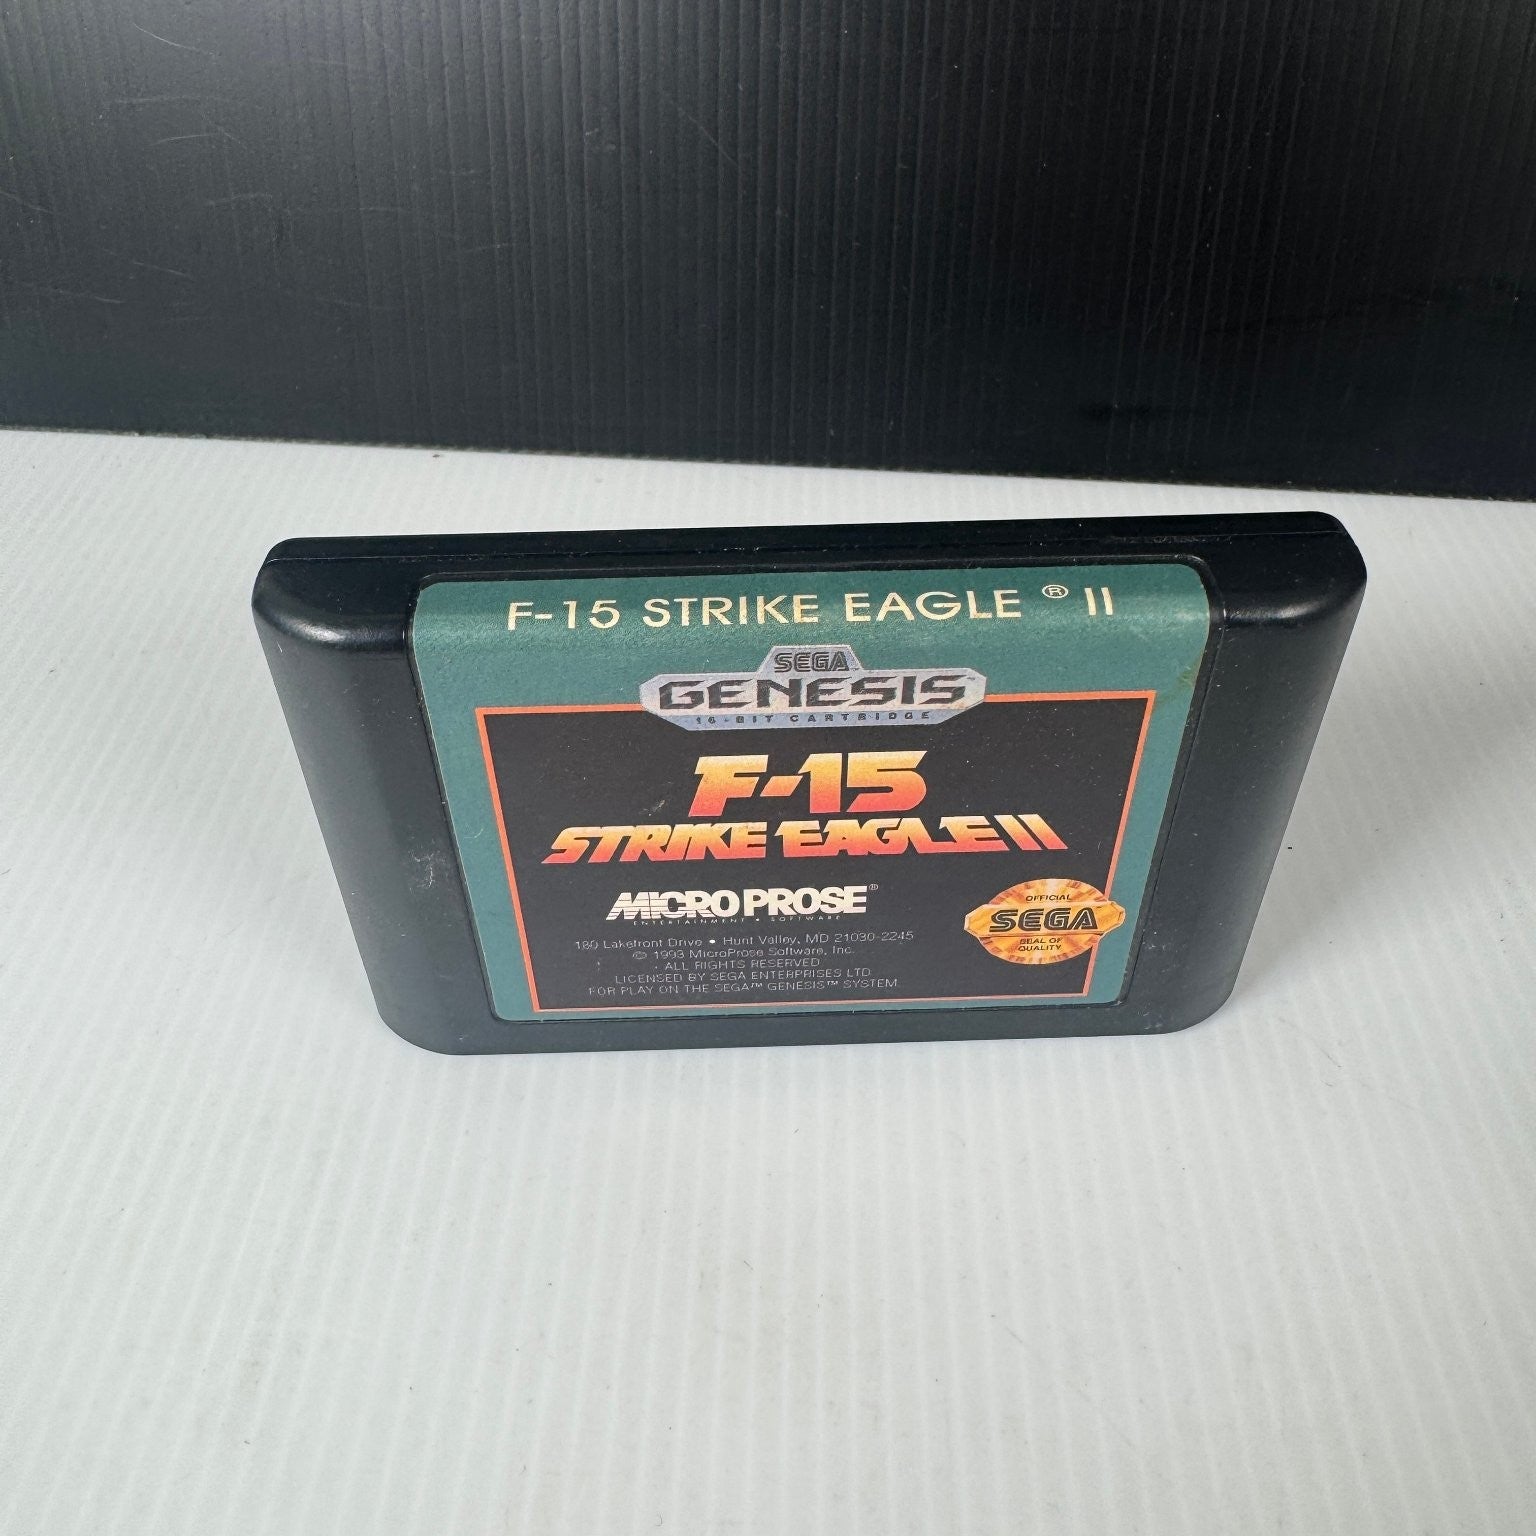 F-15 STRIKE EAGLE ® II
SEGA
GENESIS™
16-BIT CARTRIDGE
F-15
STRIKE EAGLE II
MICROPROSE®
ENTERTAINMENT • SOFTWARE
180 Lakefront Drive • Hunt Valley, MD 21030-2245
© 1993 MicroProse Software, Inc.
ALL RIGHTS RESERVED
LICENSED BY SEGA ENTERPRISES LTD.
FOR PLAY ON THE SEGA™ GENESIS™ SYSTEM.
OFFICIAL
SEGA
SEAL OF
QUALITY